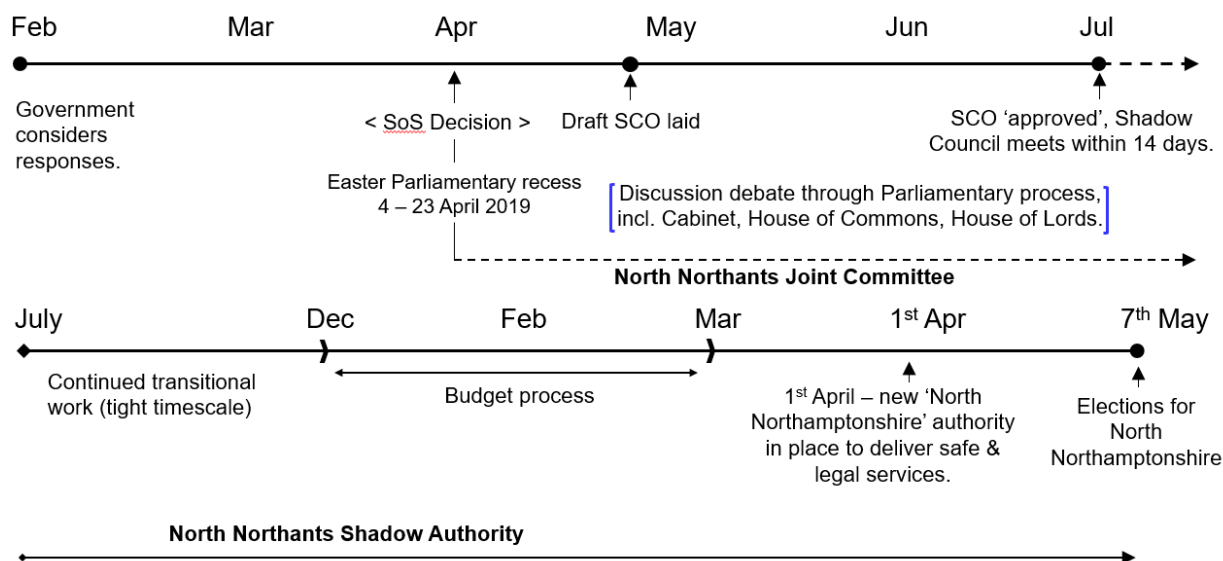 Feb Mar Apr May Jun Jul
Government
considers
responses.
< SoS Decision >
Easter Parliamentary recess
4 – 23 April 2019
Draft SCO laid
SCO ‘approved’, Shadow
Council meets within 14 days.
Discussion debate through Parliamentary process,
incl. Cabinet, House of Commons, House of Lords.
North Northants Joint Committee
July Dec Feb Mar 1st Apr 7th May
Continued transitional
work (tight timescale)
Budget process
1st April – new ‘North
Northamptonshire’ authority
in place to deliver safe &
legal services.
Elections for
North
Northamptonshire
North Northants Shadow Authority